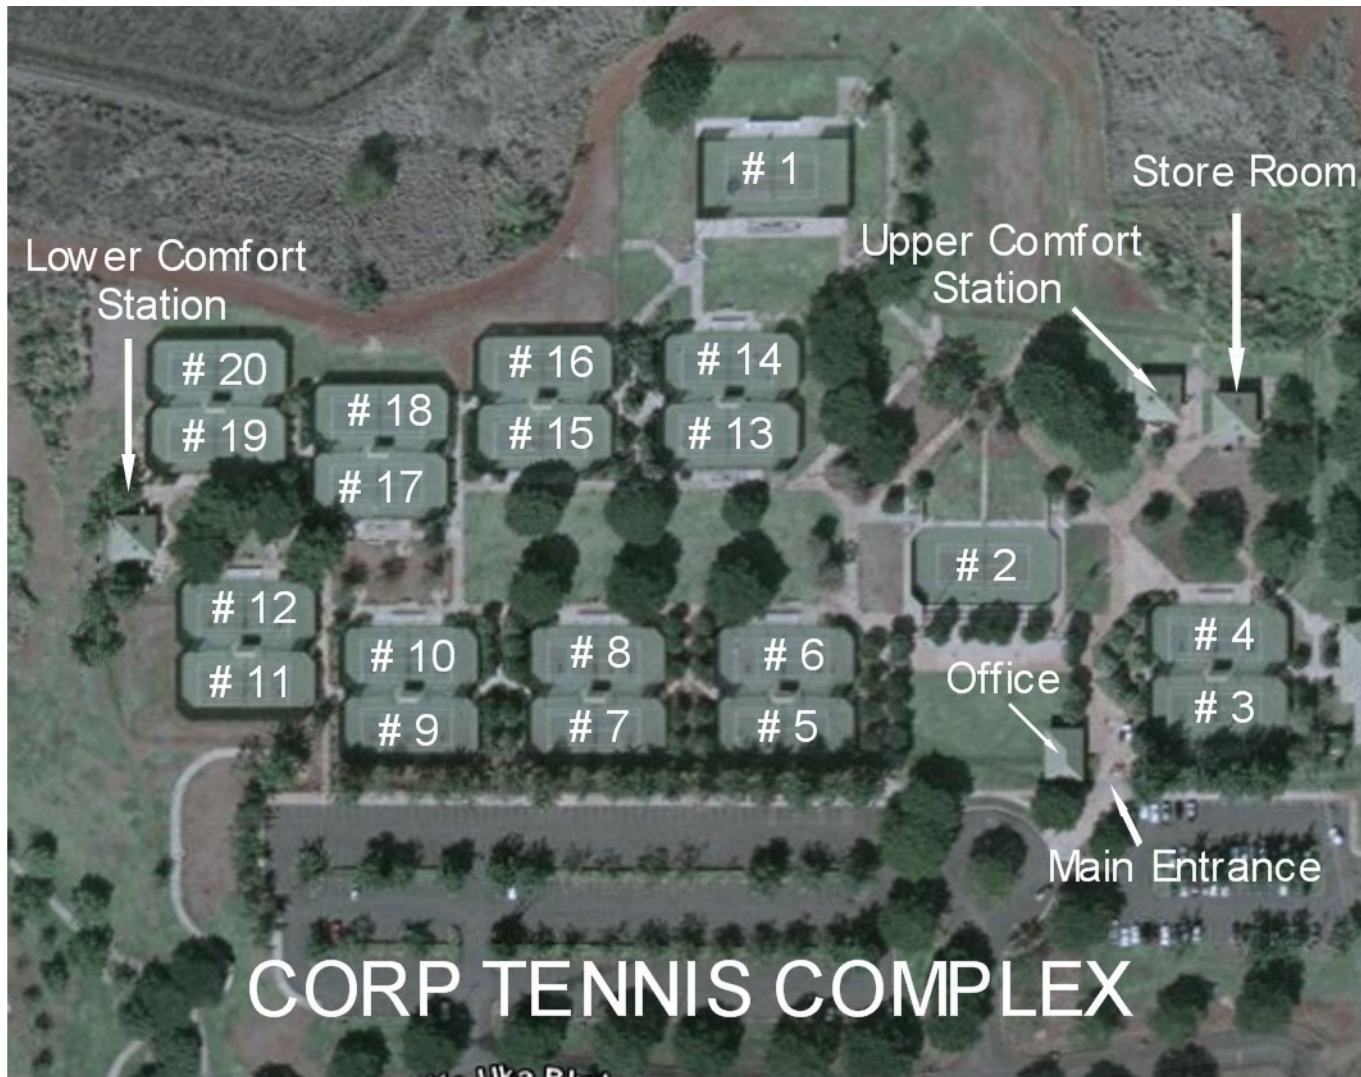 # 1
Store Room
Upper Comfort
Station
Lower Comfort
Station
# 20
# 16
# 14
# 18
# 19
# 15
# 13
# 17
# 2
# 12
# 10
# 8
# 6
# 4
# 11
Office
# 9
# 7
# 5
# 3
Main Entrance
CORP TENNIS COMPLEX
Uka